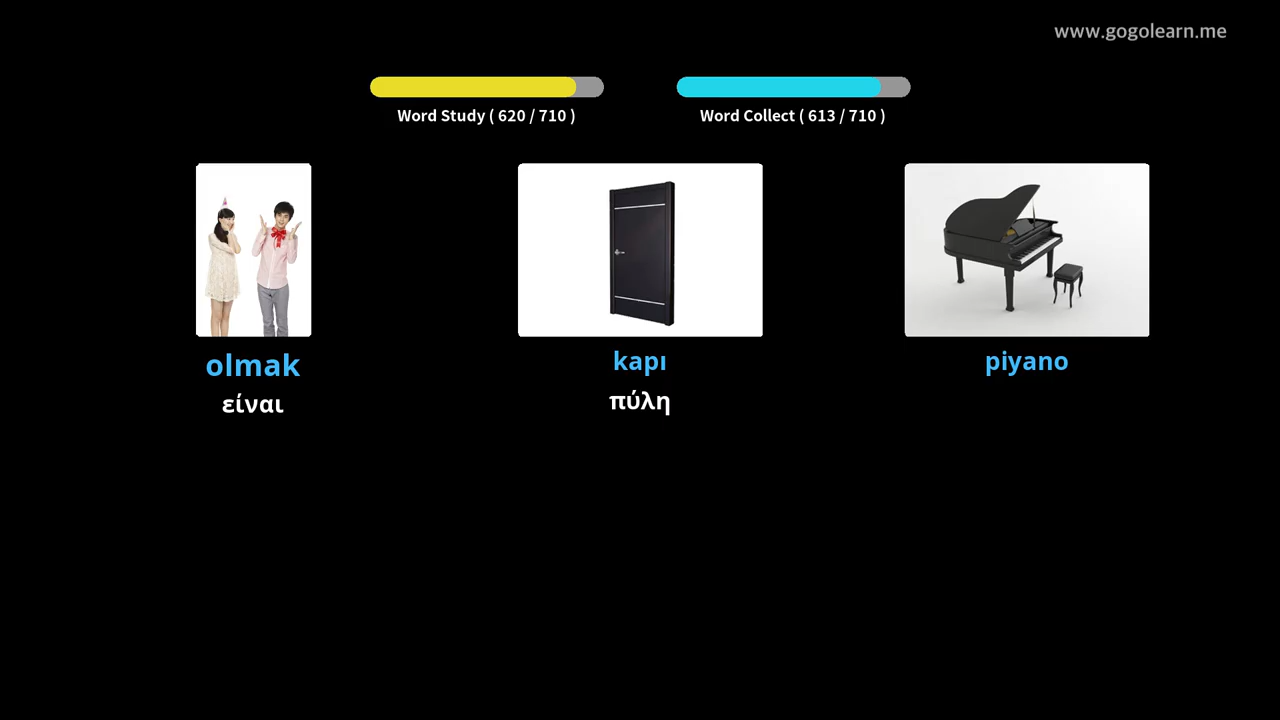 www.gogolearn.me
Word Study ( 620 / 710 )
Word Collect ( 613 / 710 )
olmak
είναι
kapı
πύλη
piyano